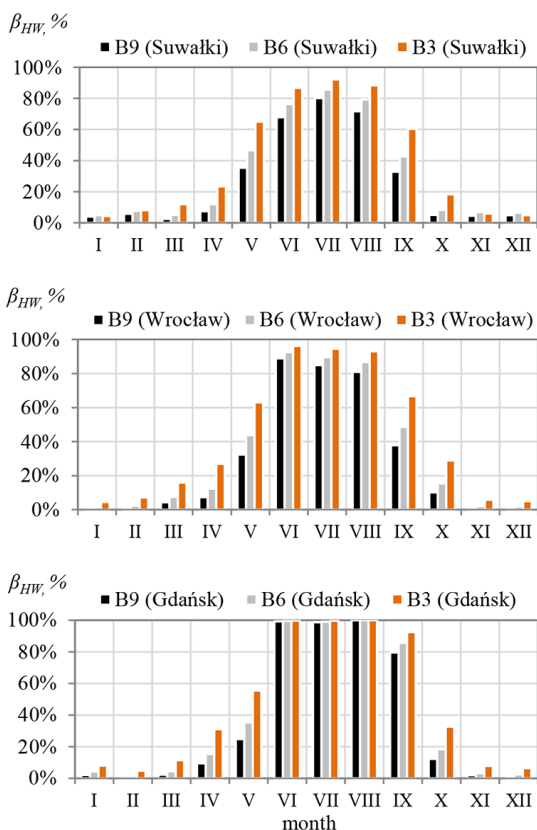 βHW, %
B9 (Suwałki) B6 (Suwałki) B3 (Suwałki)
100%
80%
60%
40%
20%
0%
I II III IV V VI VII VIII IX X XI XII
βHW, %
B9 (Wrocław) B6 (Wrocław) B3 (Wrocław)
100%
80%
60%
40%
20%
0%
I II III IV V VI VII VIII IX X XI XII
βHW, %
B9 (Gdańsk) B6 (Gdańsk) B3 (Gdańsk)
100%
80%
60%
40%
20%
0%
I II III IV V VI VII VIII IX X XI XII
month